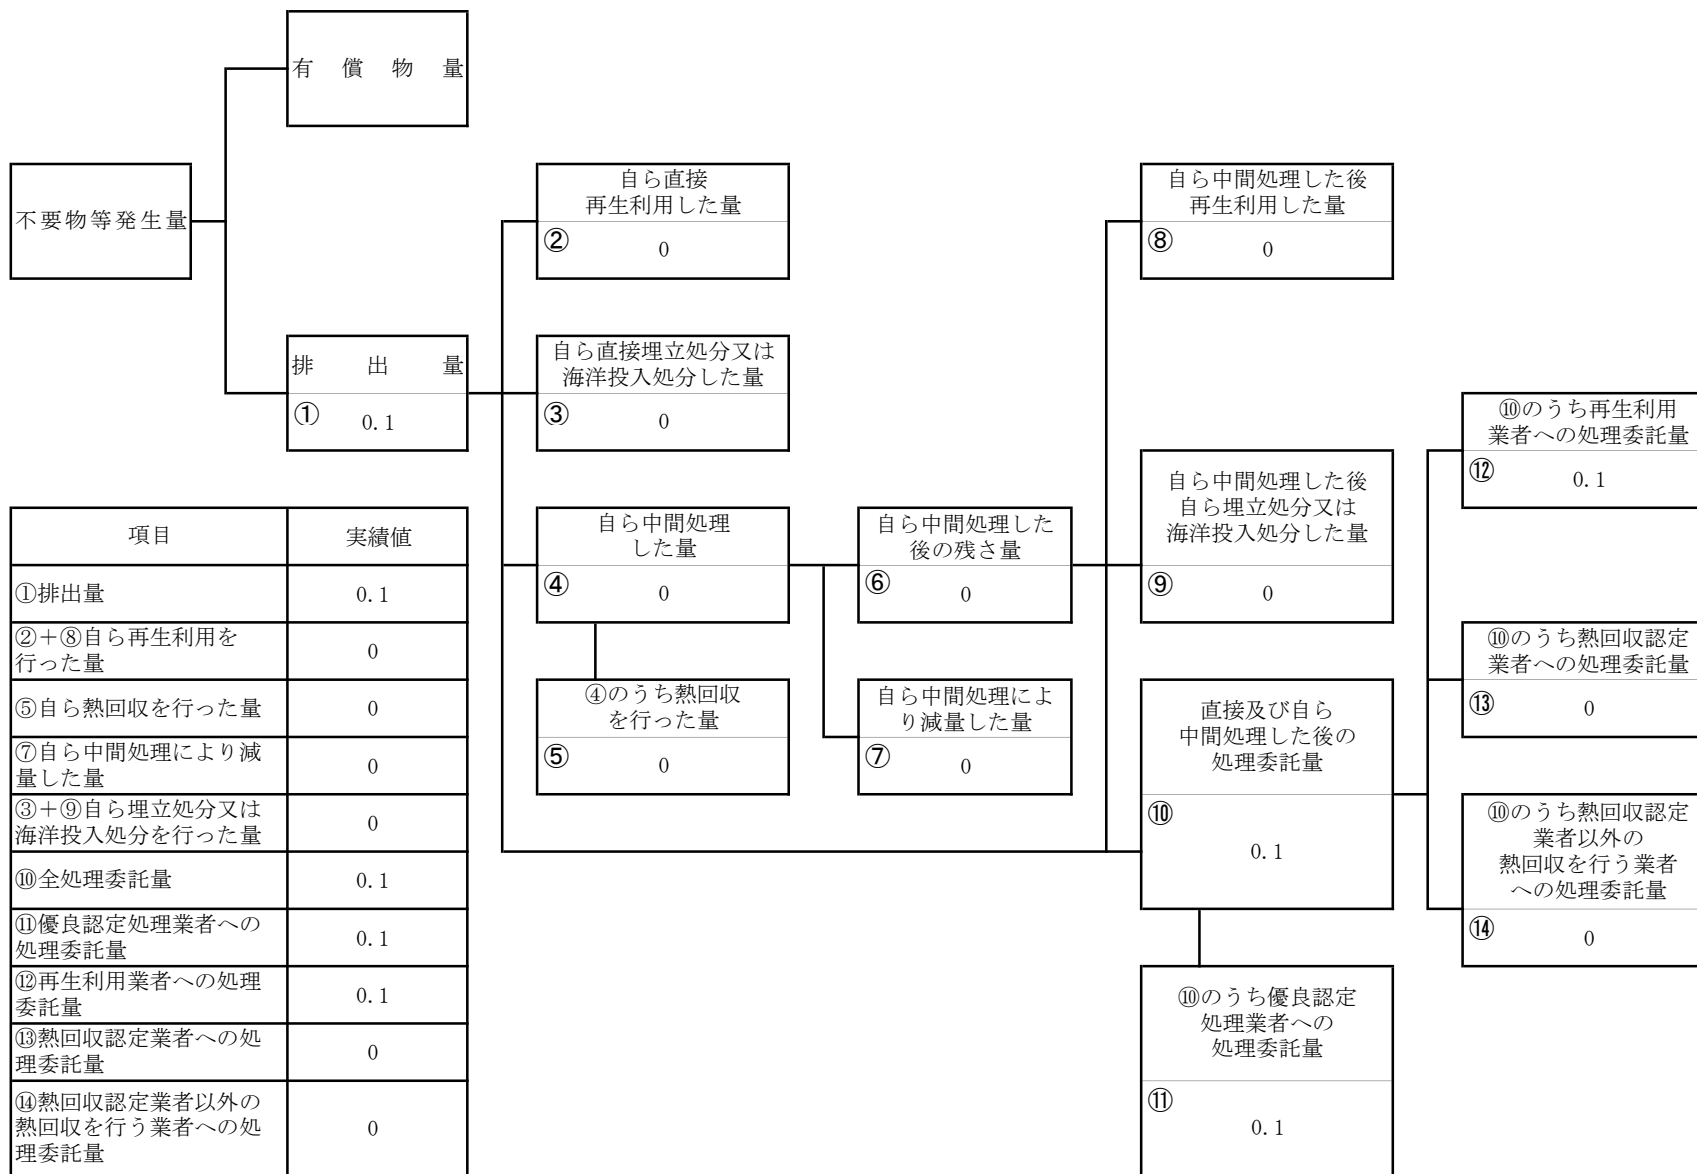 有償物量
不要物等発生量
自ら直接
再生利用した量
② 0
自ら中間処理した後
再生利用した量
⑧ 0
排出量
① 0.1
自ら直接埋立処分又は
海洋投入処分した量
③ 0
⑩のうち再生利用
業者への処理委託量
⑫ 0.1
自ら中間処理
した量
④ 0
自ら中間処理した
後の残さ量
⑥ 0
自ら中間処理した後
自ら埋立処分又は
海洋投入処分した量
⑨ 0
⑩のうち熱回収認定
業者への処理委託量
⑬ 0
④のうち熱回収
を行った量
⑤ 0
自ら中間処理によ
り減量した量
⑦ 0
直接及び自ら
中間処理した後の
処理委託量
⑩
0.1
⑩のうち熱回収認定
業者以外の
熱回収を行う業者
への処理委託量
⑭ 0
⑩のうち優良認定
処理業者への
処理委託量
⑪
0.1
項目 実績値
①排出量 0.1
②+⑧自ら再生利用を
行った量 0
⑤自ら熱回収を行った量 0
⑦自ら中間処理により減
量した量 0
③+⑨自ら埋立処分又は
海洋投入処分を行った量 0
⑩全処理委託量 0.1
⑪優良認定処理業者への
処理委託量 0.1
⑫再生利用業者への処理
委託量 0.1
⑬熱回収認定業者への処
理委託量 0
⑭熱回収認定業者以外の
熱回収を行う業者への処
理委託量 0